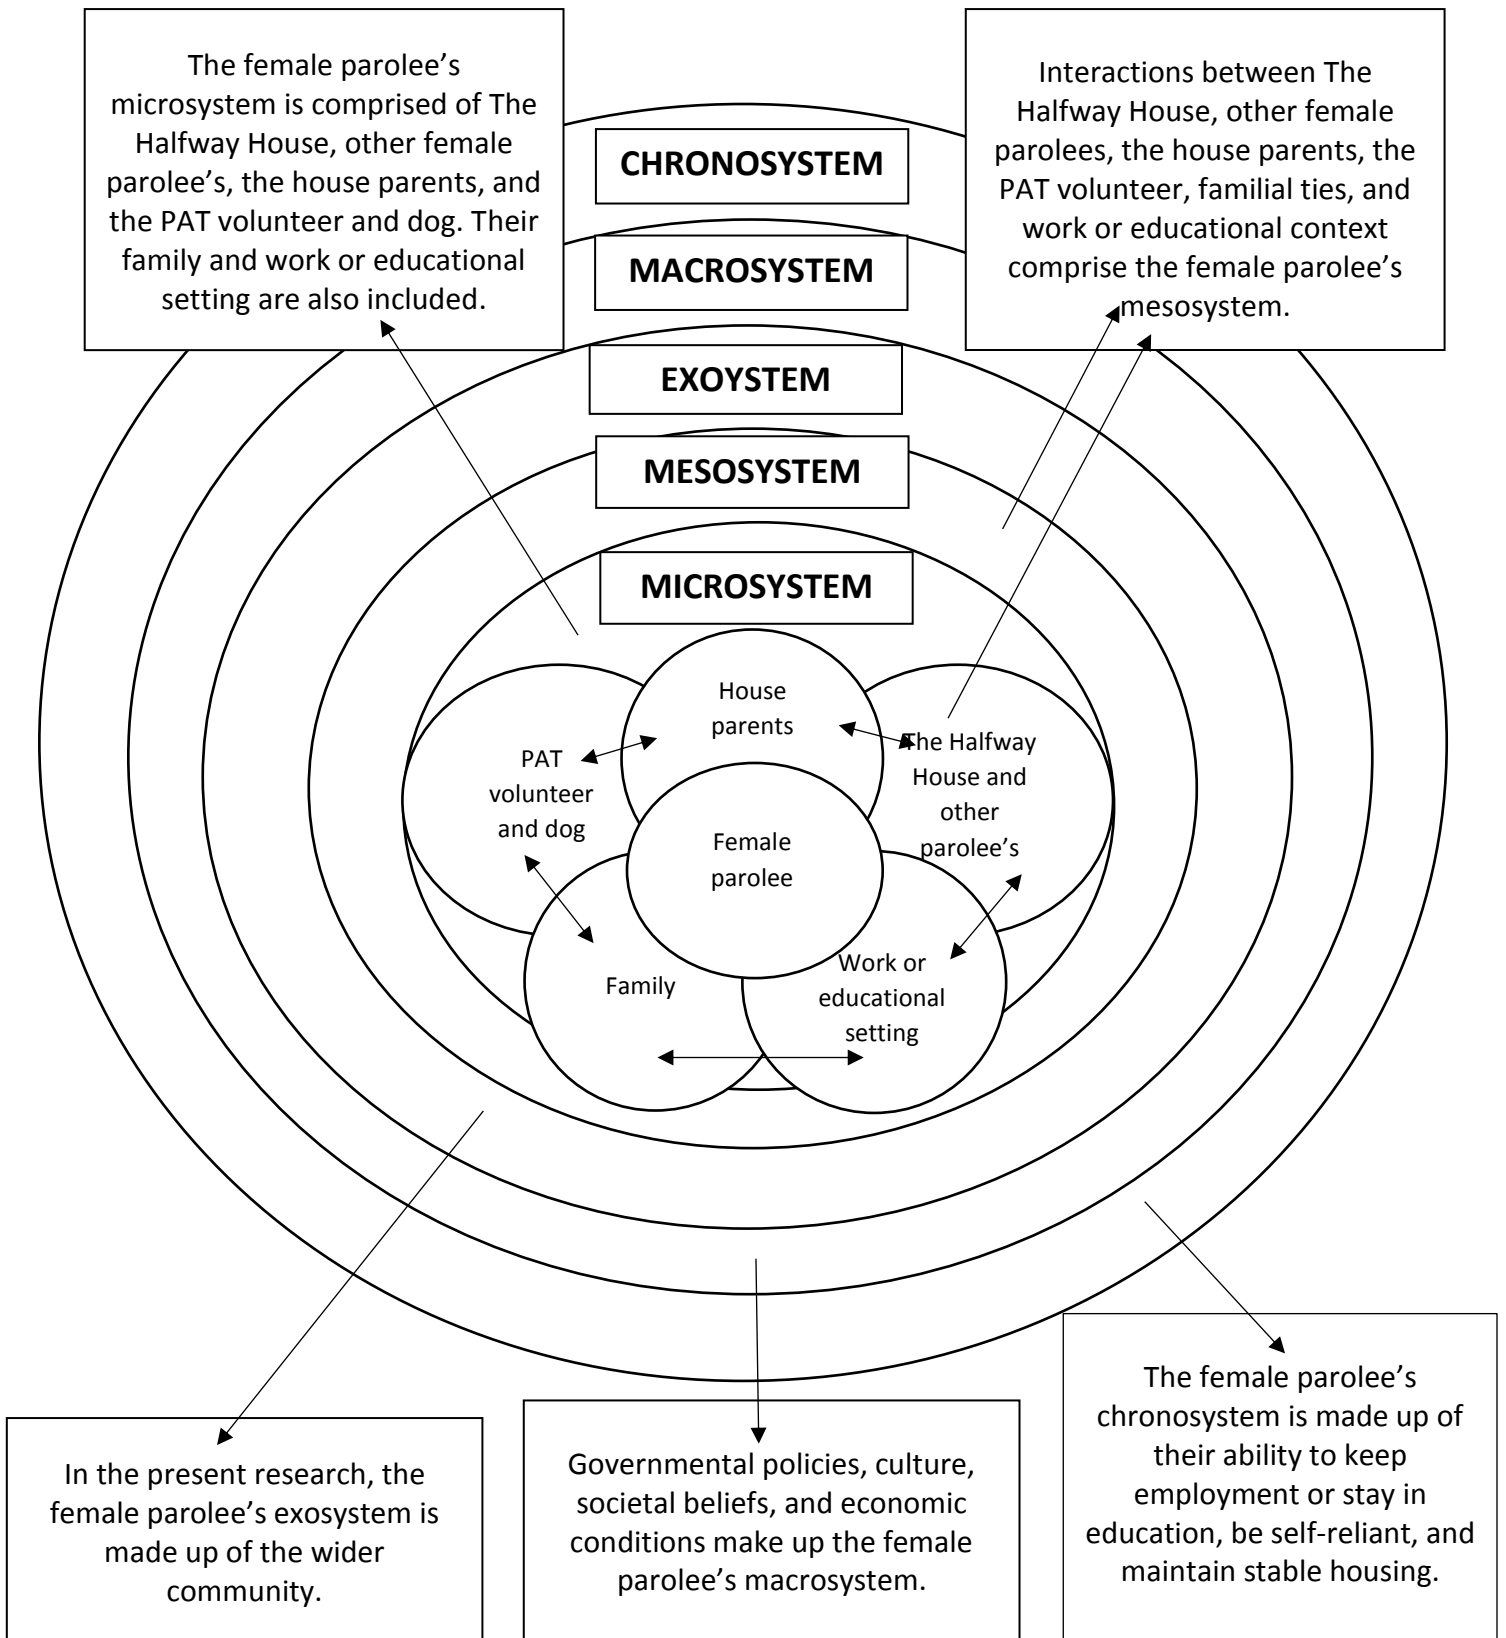 The female parolee’s
microsystem is comprised of The
Halfway House, other female
parolee’s, the house parents, and
the PAT volunteer and dog. Their
family and work or educational
setting are also included.
Interactions between The
Halfway House, other female
parolees, the house parents, the
PAT volunteer, familial ties, and
work or educational context
comprise the female parolee’s
mesosystem.
CHRONOSYSTEM
MACROSYSTEM
EXOYSTEM
MESOSYSTEM
MICROSYSTEM
House
parents
PAT
volunteer
and dog
The Halfway
House and
other
parolee’s
Female
parolee
Family
Work or
educational
setting
In the present research, the
female parolee’s exosystem is
made up of the wider
community.
Governmental policies, culture,
societal beliefs, and economic
conditions make up the female
parolee’s macrosystem.
The female parolee’s
chronosystem is made up of
their ability to keep
employment or stay in
education, be self-reliant, and
maintain stable housing.